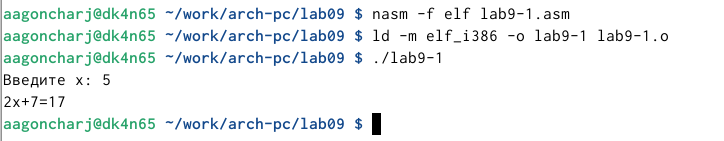 aagoncharj@dk4n65 ~/work/arch-pc/lab09 $ nasm -f elf lab9-1.asm
aagoncharj@dk4n65 ~/work/arch-pc/lab09 $ ld -m elf_i386 -o lab9-1 lab9-1.o
aagoncharj@dk4n65 ~/work/arch-pc/lab09 $ ./lab9-1
Введите x: 5
2x+7=17
aagoncharj@dk4n65 ~/work/arch-pc/lab09 $